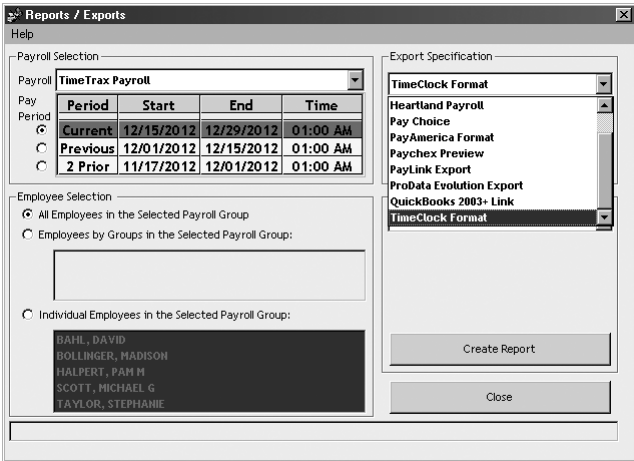 Reports / Exports
Help
Payroll Selection
Payroll TimeTrax Payroll
Pay Period
Period Start End Time
Current 12/15/2012 12/29/2012 01:00 AM
Previous 12/01/2012 12/15/2012 01:00 AM
2 Prior 11/17/2012 12/01/2012 01:00 AM
Export Specification
TimeClock Format
Heartland Payroll
Pay Choice
PayAmerica Format
Paychex Preview
PayLink Export
ProData Evolution Export
QuickBooks 2003+ Link
TimeClock Format
Employee Selection
All Employees in the Selected Payroll Group
Employees by Groups in the Selected Payroll Group:
Individual Employees in the Selected Payroll Group:
BAHL, DAVID
BOLLINGER, MADISON
HALPERT, PAM M
SCOTT, MICHAEL G
TAYLOR, STEPHANIE
Create Report
Close